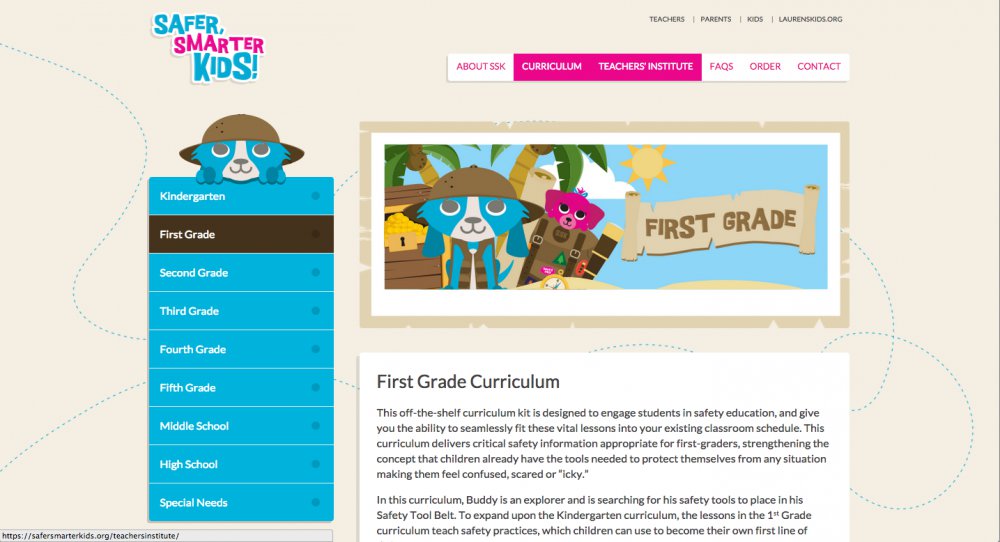 SAFER,
SMARTER
KIDS!
TEACHERS | PARENTS | KIDS | LAURENSKIDS.ORG
ABOUT SSK CURRICULUM TEACHERS' INSTITUTE FAQS ORDER CONTACT
Kindergarten
First Grade
Second Grade
Third Grade
Fourth Grade
Fifth Grade
Middle School
High School
Special Needs
FIRST GRADE
First Grade Curriculum
This off-the-shelf curriculum kit is designed to engage students in safety education, and give
you the ability to seamlessly fit these vital lessons into your existing classroom schedule. This
curriculum delivers critical safety information appropriate for first-graders, strengthening the
concept that children already have the tools needed to protect themselves from any situation
making them feel confused, scared or “icky.”
In this curriculum, Buddy is an explorer and is searching for his safety tools to place in his
Safety Tool Belt. To expand upon the Kindergarten curriculum, the lessons in the 1st Grade
curriculum teach safety practices, which children can use to become their own first line of
https://safersmarterkids.org/teachersinstitute/